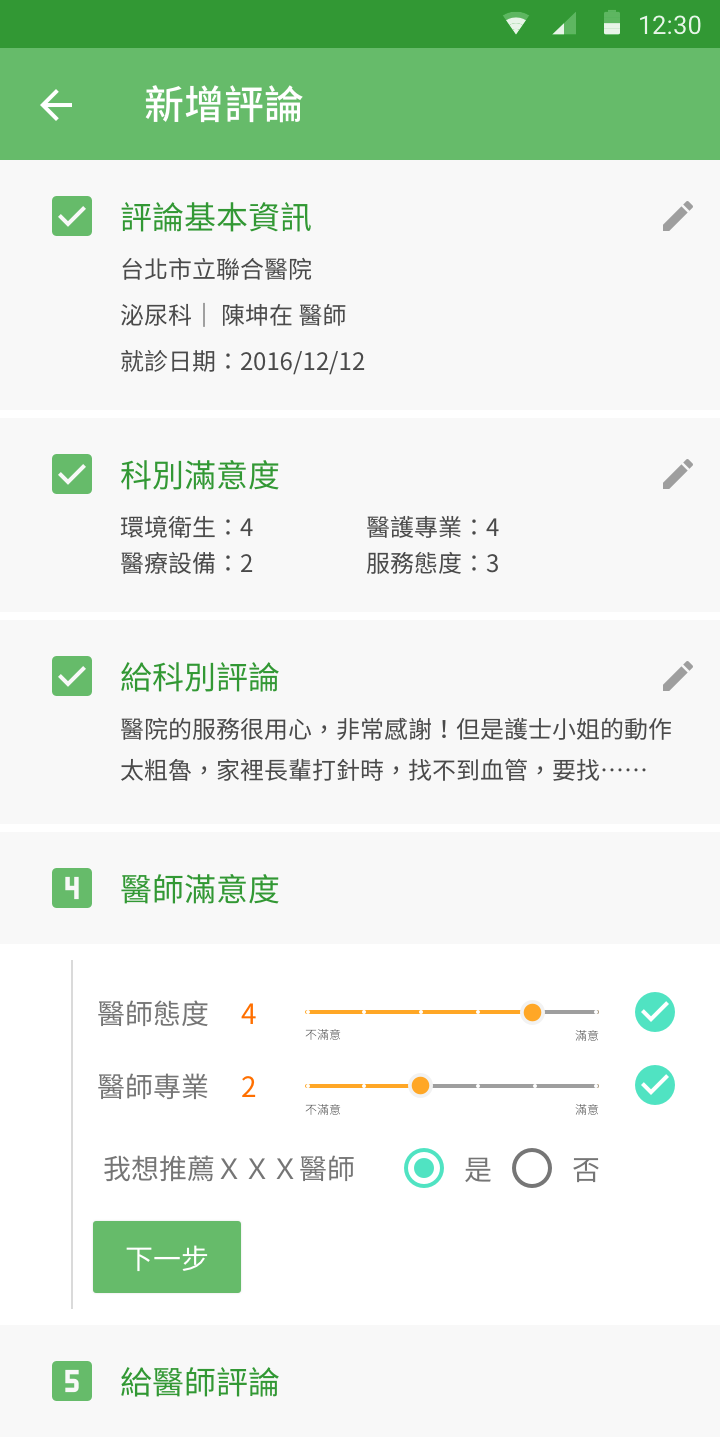 12:30
新增評論
評論基本資訊
台北市立聯合醫院
泌尿科｜陳坤在 醫師
就診日期：2016/12/12
科別滿意度
環境衛生：4 醫護專業：4
醫療設備：2 服務態度：3
給科別評論
醫院的服務很用心，非常感謝！但是護士小姐的動作
太粗魯，家裡長輩打針時，找不到血管，要找⋯⋯
4 醫師滿意度
醫師態度 4
不滿意 滿意
醫師專業 2
不滿意 滿意
我想推薦ＸＸＸ醫師 是 否
下一步
5 給醫師評論